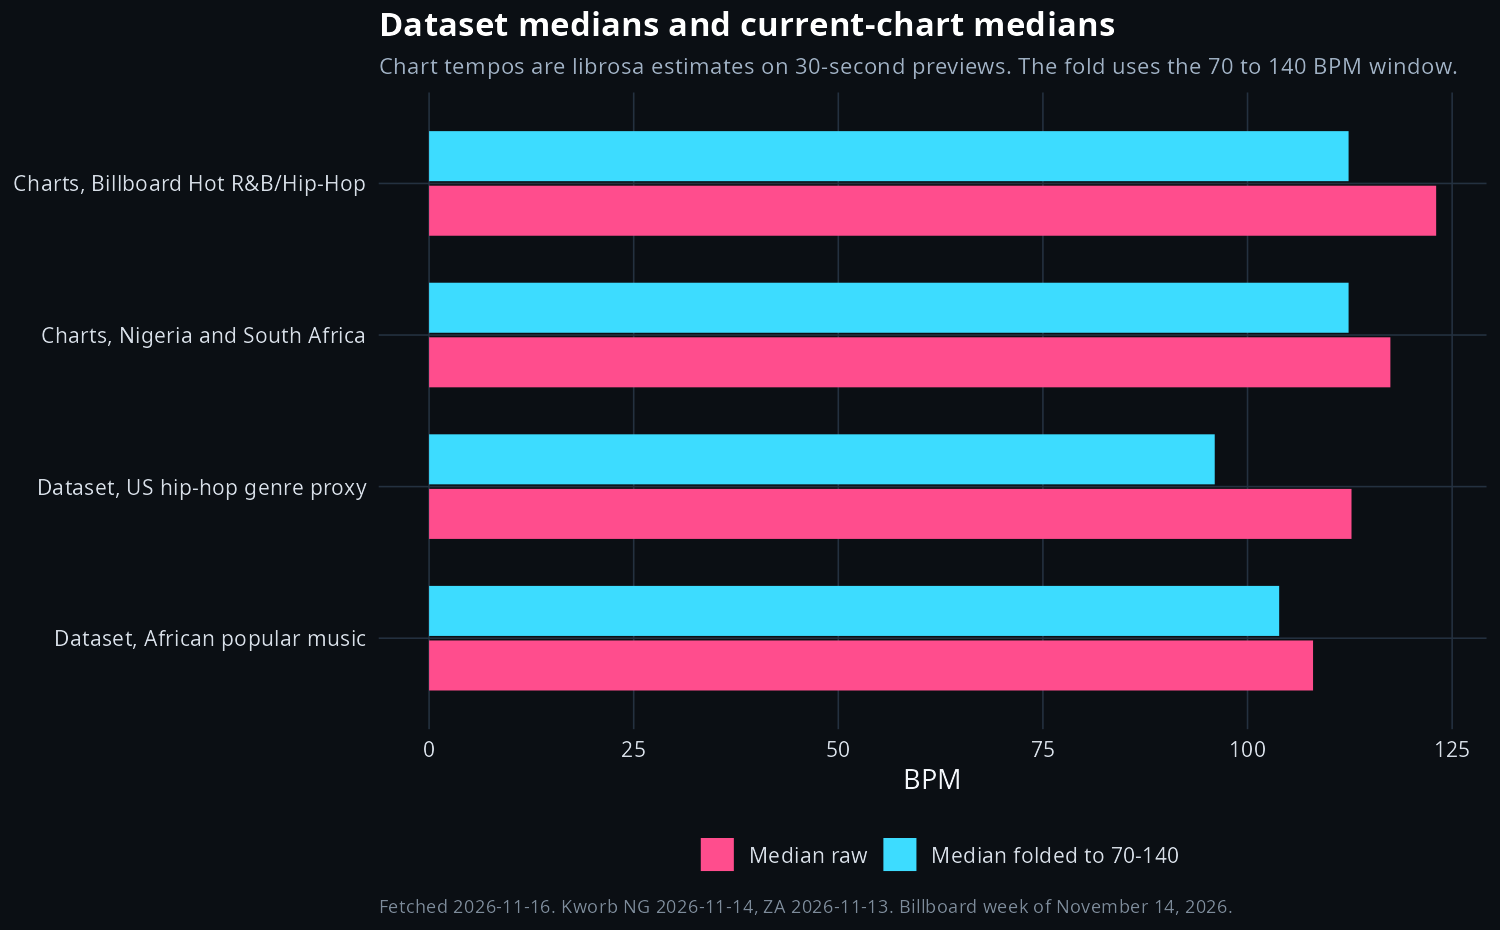 Dataset medians and current-chart medians
Chart tempos are librosa estimates on 30-second previews. The fold uses the 70 to 140 BPM window.
Charts, Billboard Hot R&B/Hip-Hop
Charts, Nigeria and South Africa
Dataset, US hip-hop genre proxy
Dataset, African popular music
0 25 50 75 100 125
BPM
Median raw Median folded to 70-140
Fetched 2026-11-16. Kworb NG 2026-11-14, ZA 2026-11-13. Billboard week of November 14, 2026.